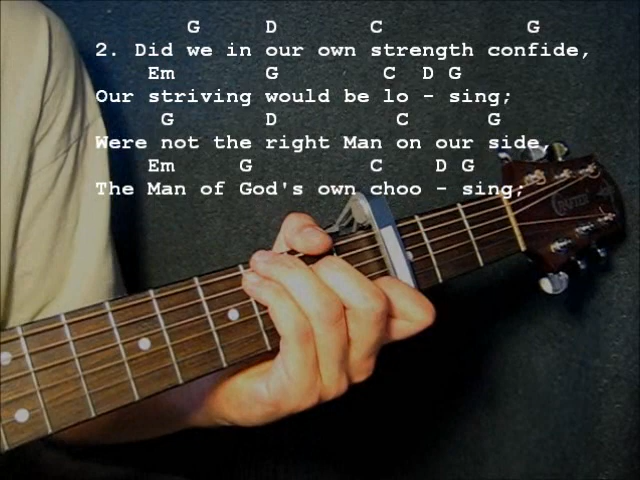 G D C G
2. Did we in our own strength confide,
Em G C D G
Our striving would be lo - sing;
G D C G
Were not the right Man on our side,
Em G C D G
The Man of God's own choo - sing;
CRAFTER